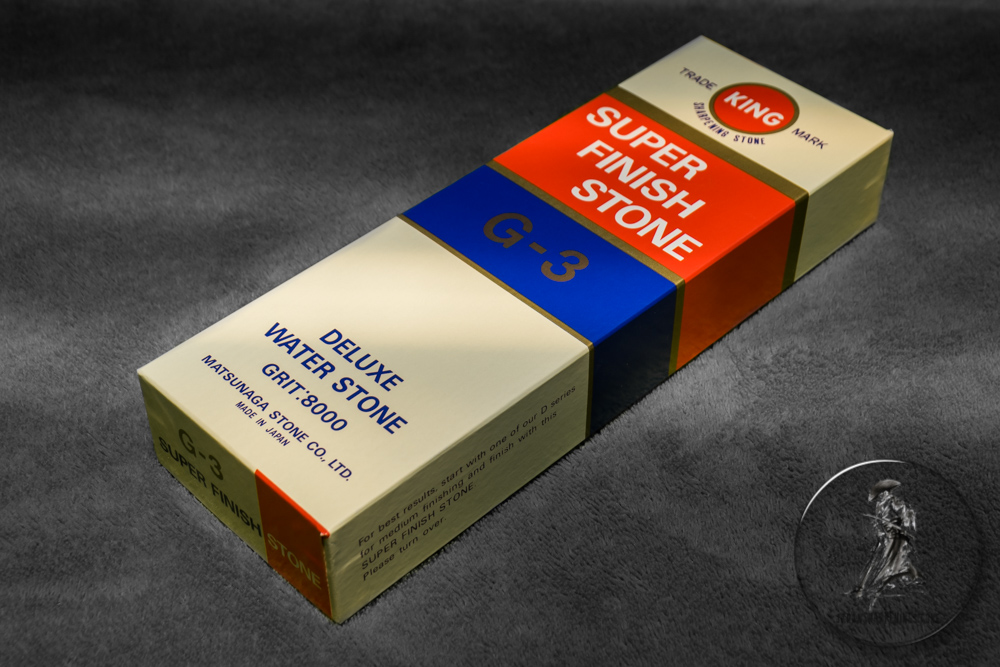 TRADE KING MARK
SHARPENING STONE
SUPER
FINISH
STONE
G-3
DELUXE
WATER STONE
GRIT:8000
MATSUNAGA STONE CO., LTD.
MADE IN JAPAN
G-3
SUPER FINISH STONE
For best results, start with one of our D series
for medium finishing and finish with this
SUPER FINISH STONE
Please turn over.